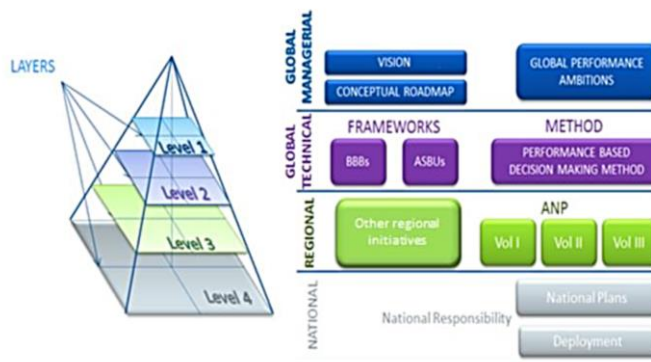 LAYERS
Level 1
Level 2
Level 3
Level 4
GLOBAL
MANAGERIAL
VISION
CONCEPTUAL ROADMAP
GLOBAL PERFORMANCE
AMBITIONS
GLOBAL
TECHNICAL
FRAMEWORKS
BBBs
ASBUs
METHOD
PERFORMANCE BASED
DECISION MAKING METHOD
REGIONAL
Other regional
initiatives
ANP
Vol I
Vol II
Vol III
NATIONAL
National Responsibility
National Plans
Deployment